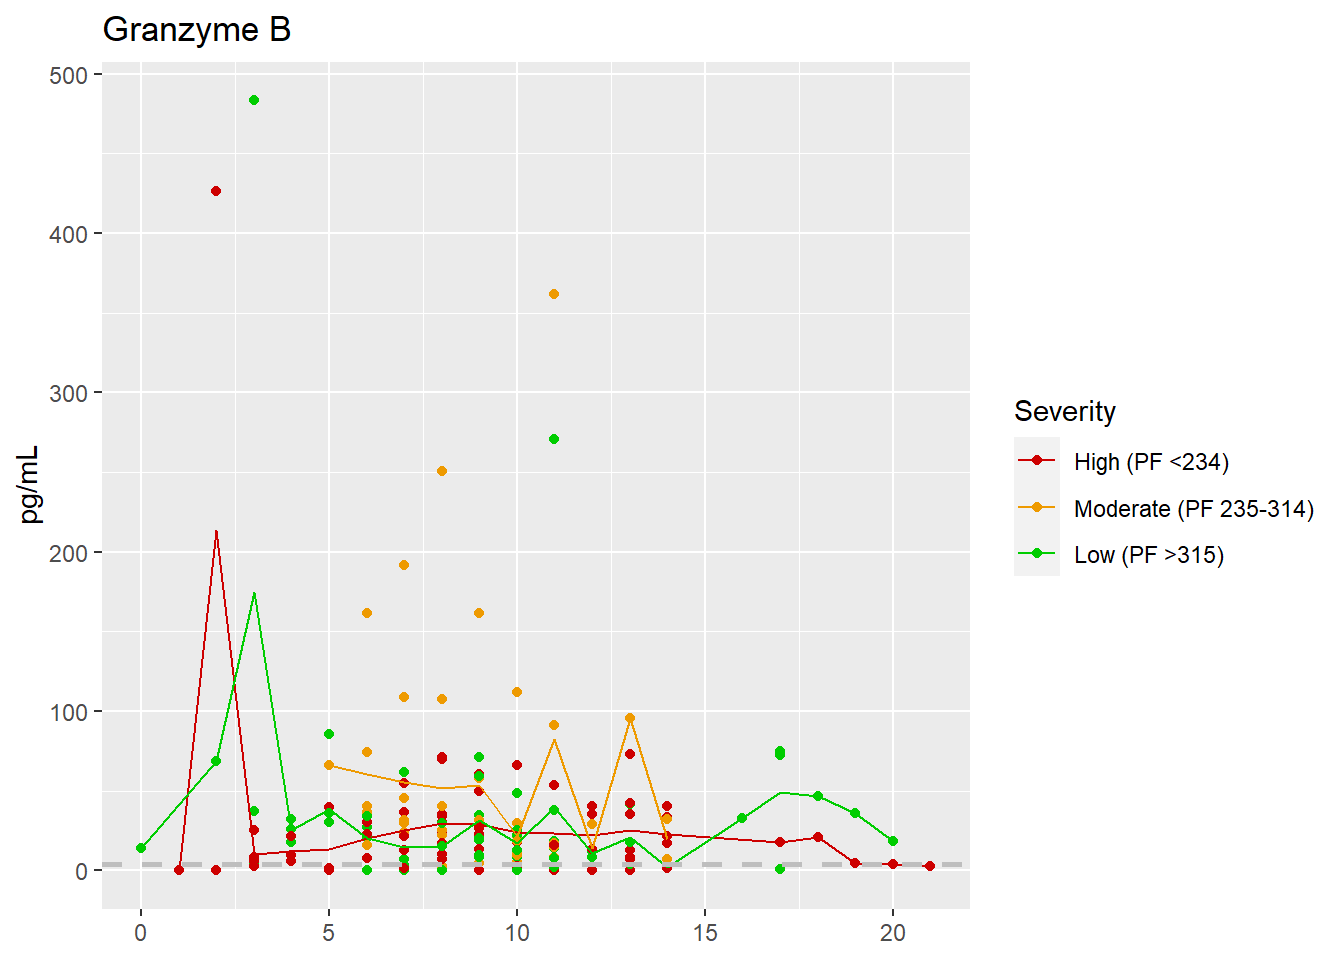 Granzyme B
500
400
300
200
100
0
pg/mL
0 5 10 15 20
Severity
High (PF <234)
Moderate (PF 235-314)
Low (PF >315)